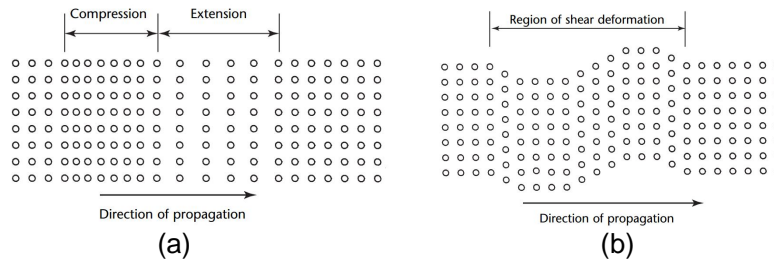 Compression
Extension
Direction of propagation
(a)
Region of shear deformation
Direction of propagation
(b)